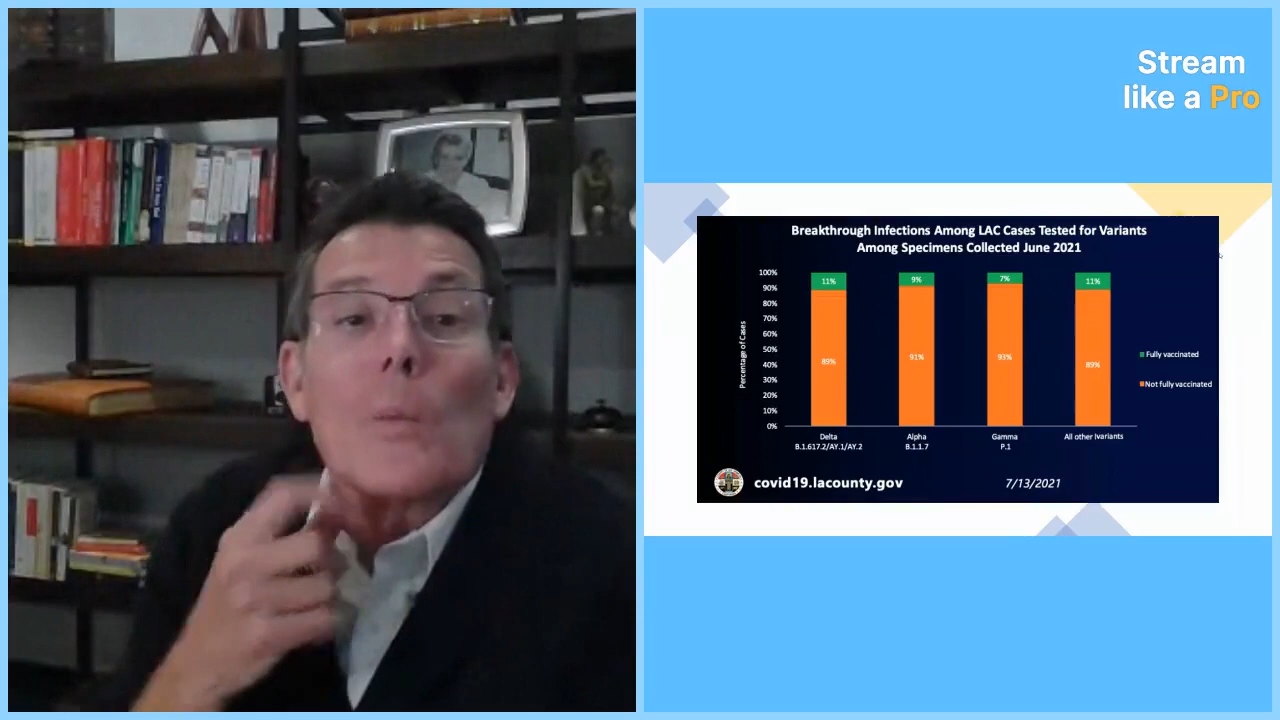 Stream
like a Pro
Breakthrough Infections Among LAC Cases Tested for Variants
Among Specimens Collected June 2021
Percentage of Cases
100%
90%
80%
70%
60%
50%
40%
30%
20%
10%
0%
11%
9%
7%
11%
89%
91%
93%
89%
Fully vaccinated
Not fully vaccinated
Delta
B.1.617.2/AY.1/AY.2
Alpha
B.1.1.7
Gamma
P.1
All other lvariants
covid19.lacounty.gov
7/13/2021